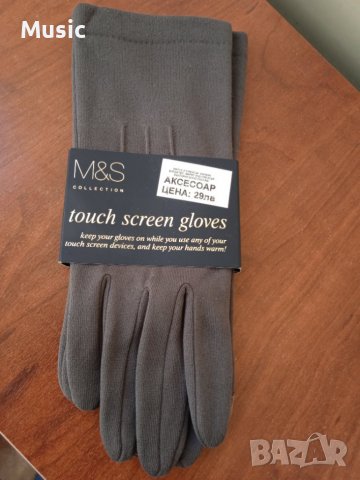 Music
M&S
COLLECTION
АКСЕСОАР
ЦЕНА: 29лв
touch screen gloves
keep your gloves on while you use any of your
touch screen devices, and keep your hands warm!
BAZAR